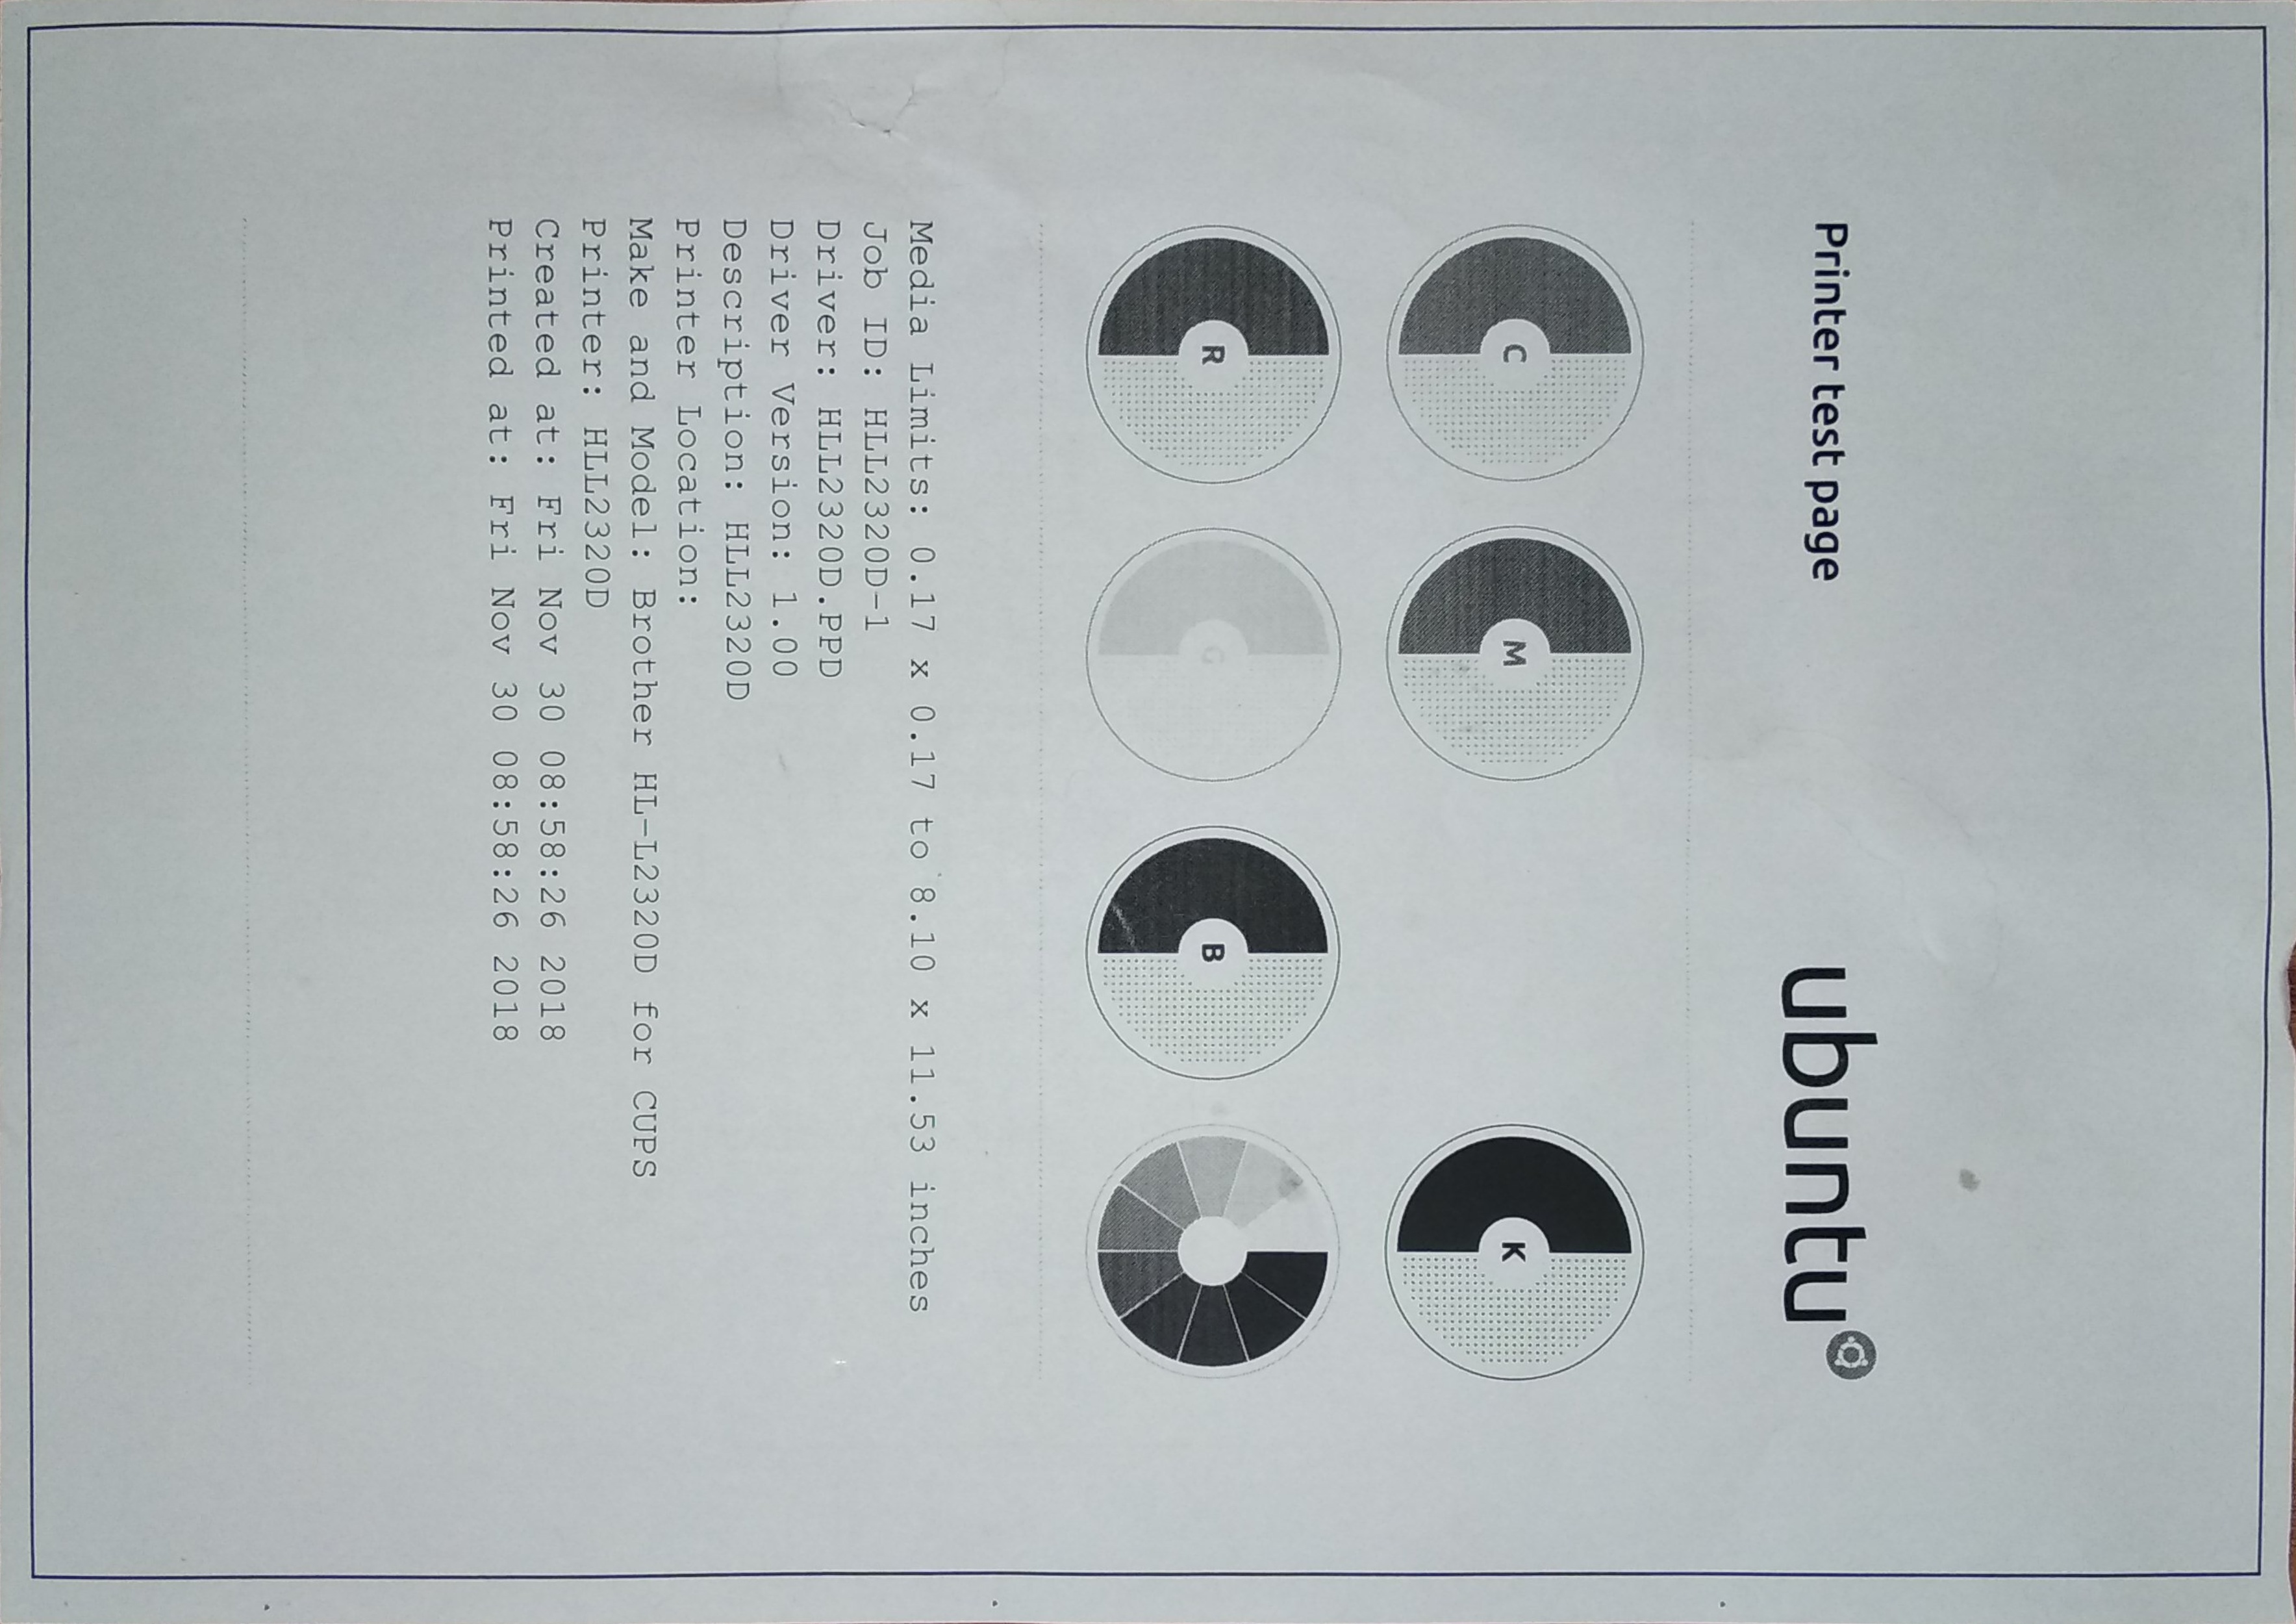 Printer test page
ubuntu
C
M
K
R
G
B
Media Limits: 0.17 x 0.17 to 8.10 x 11.53 inches
Job ID: HLL2320D-1
Driver: HLL2320D.PPD
Driver Version: 1.00
Description: HLL2320D
Printer Location:
Make and Model: Brother HL-L2320D for CUPS
Printer: HLL2320D
Created at: Fri Nov 30 08:58:26 2018
Printed at: Fri Nov 30 08:58:26 2018